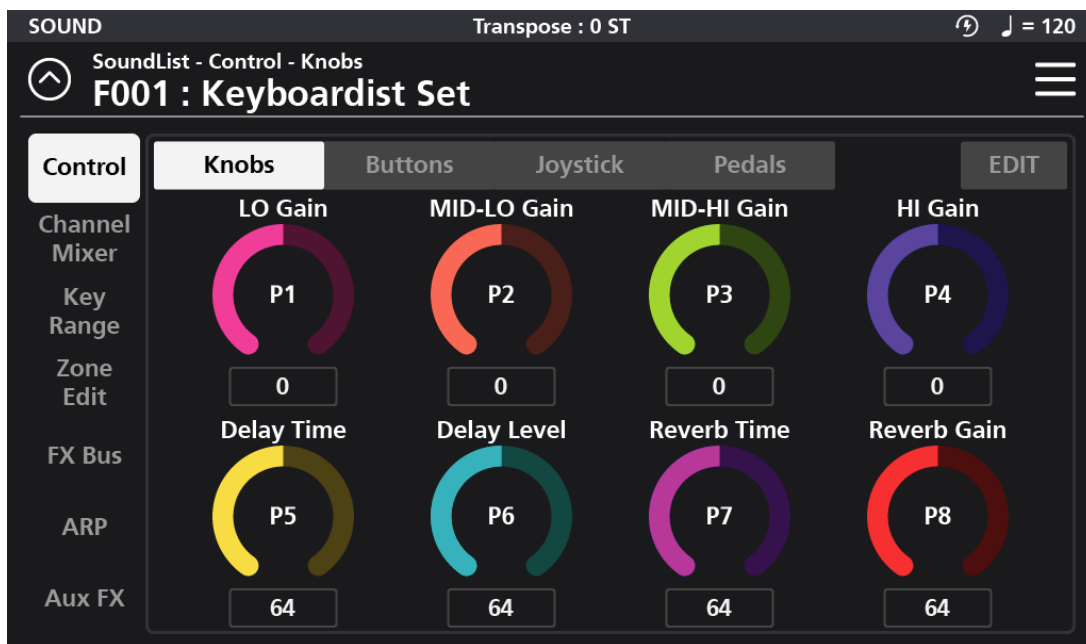 SOUND
Transpose : 0 ST
= 120
SoundList - Control - Knobs
F001 : Keyboardist Set
Control
Channel
Mixer
Key
Range
Zone
Edit
FX Bus
ARP
Aux FX
Knobs
Buttons
Joystick
Pedals
EDIT
LO Gain
MID-LO Gain
MID-HI Gain
HI Gain
P1
P2
P3
P4
0
0
0
0
Delay Time
Delay Level
Reverb Time
Reverb Gain
P5
P6
P7
P8
64
64
64
64